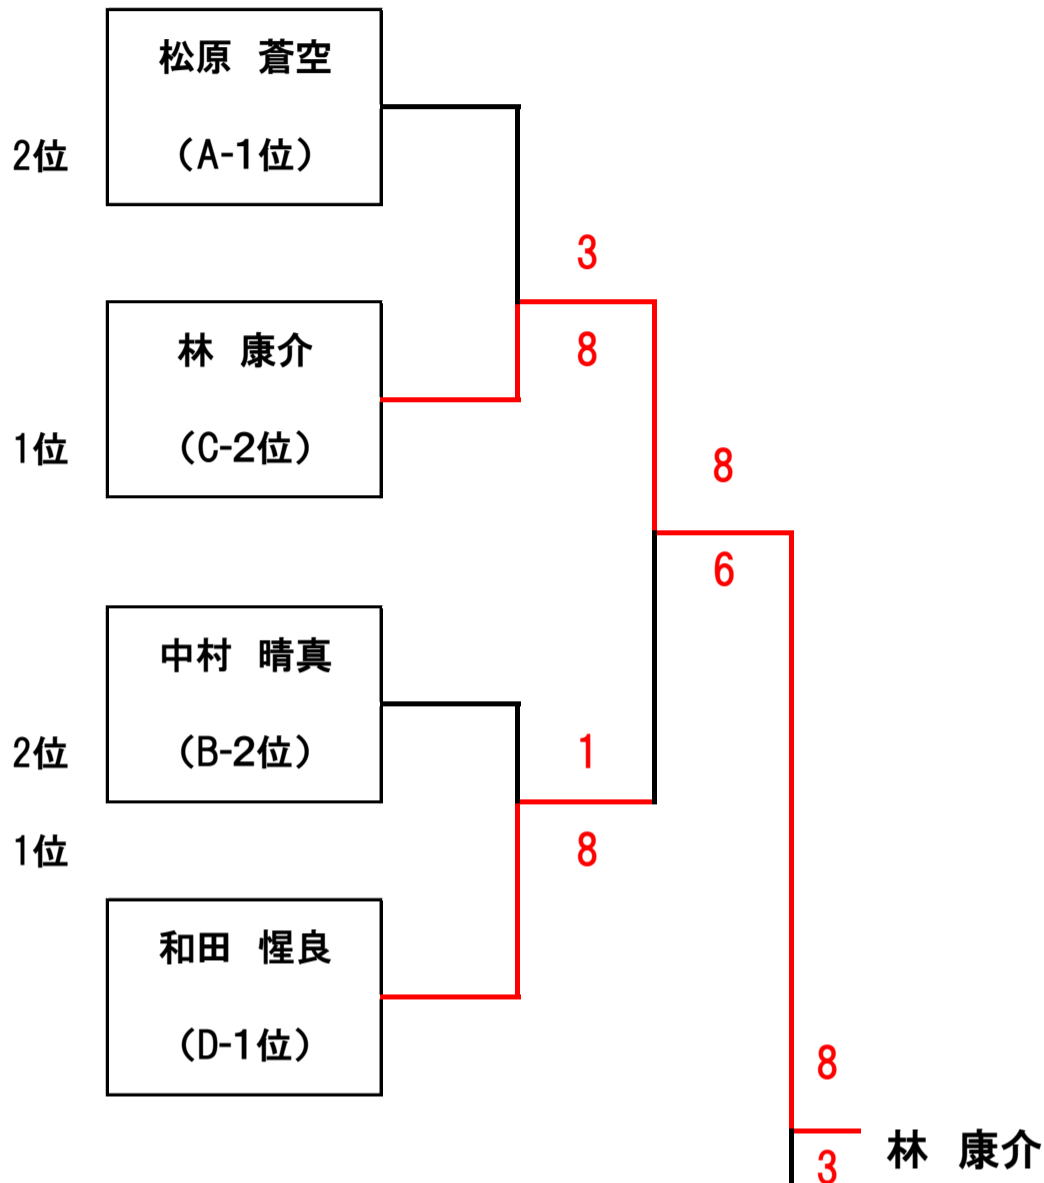 松原　蒼空
2位
（A-1位）
3
林　康介
8
1位
（C-2位）
8
6
中村　晴真
2位
（B-2位）
1
1位
8
和田　惺良
（D-1位）
8
林　康介
3